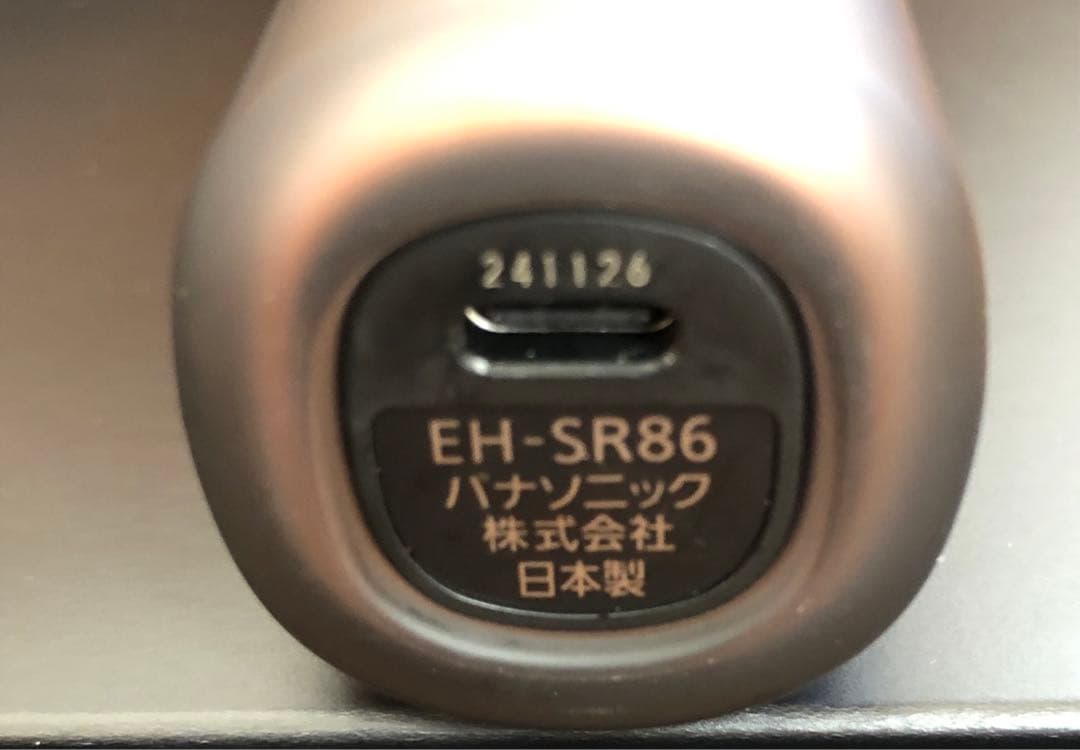 241126
EH-SR86
パナソニック
株式会社
日本製